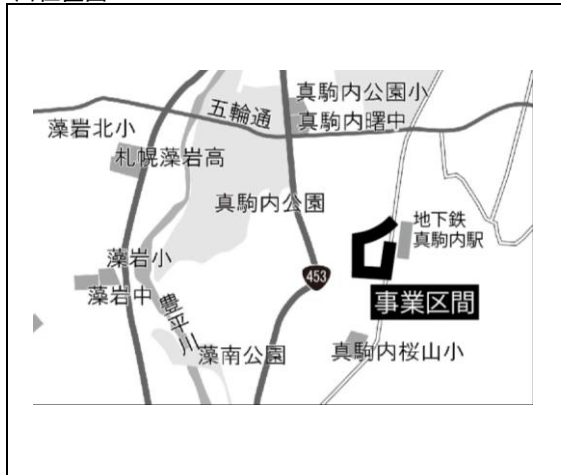 真駒内公園小
五輪通
真駒内曙中
藻岩北小
札幌藻岩高
真駒内公園
地下鉄
真駒内駅
藻岩小
453
藻岩中
事業区間
豊平川
藻南公園
真駒内桜山小